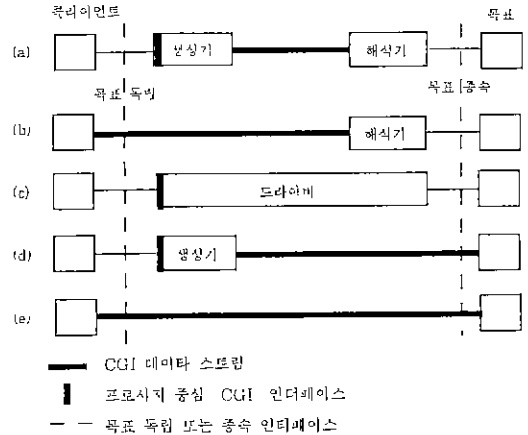 클라이언트 목표
(a) 생성기 해석기
목표 독립 목표 종속
(b) 해석기
(c) 드라이버
(d) 생성기
(e)
CGI 데이타 스트림
프로시져 중심 CGI 인터페이스
목표 독립 또는 종속 인터페이스